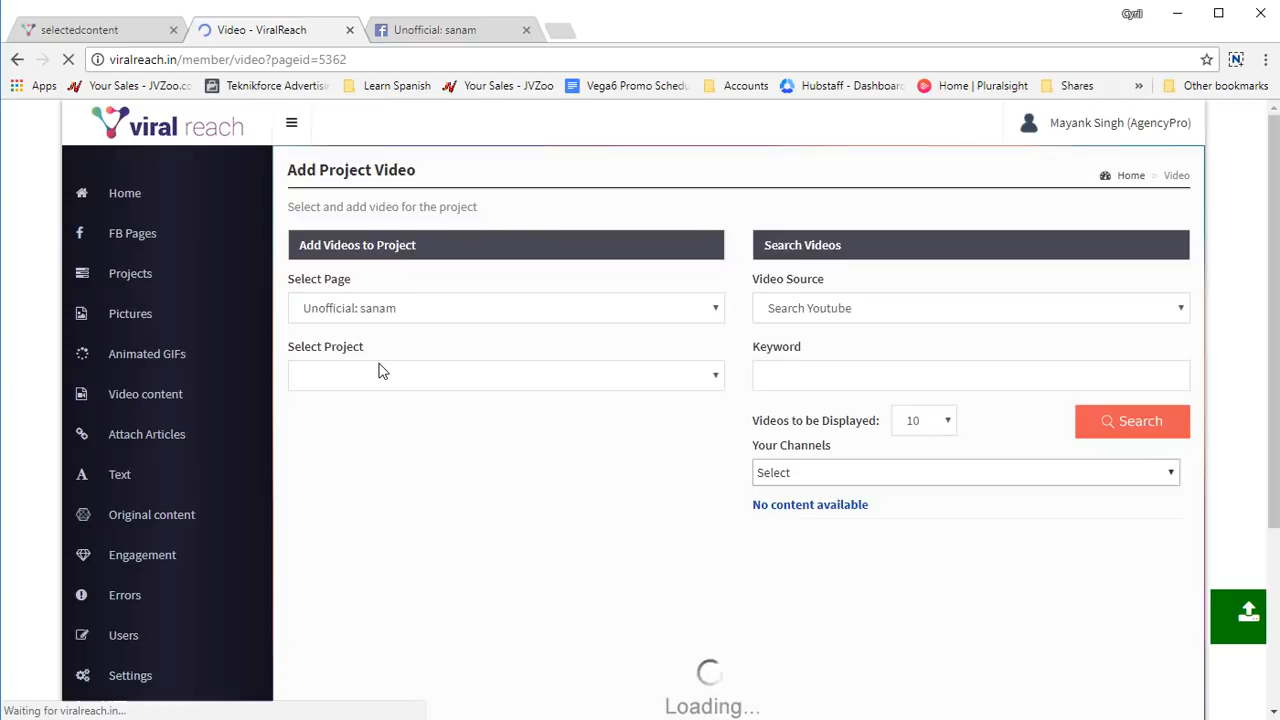 selectedcontent
Video - ViralReach
Unofficial: sanam
Cyril
viralreach.in/member/video?pageid=5362
Apps
Your Sales - JVZoo.cc
Teknikforce Advertisi
Learn Spanish
Your Sales - JVZoo
Vega6 Promo Schedu
Accounts
Hubstaff - Dashboar
Home | Pluralsight
Shares
»
Other bookmarks
viral reach
Mayank Singh (AgencyPro)
Home
FB Pages
Projects
Pictures
Animated GIFs
Video content
Attach Articles
Text
Original content
Engagement
Errors
Users
Settings
Add Project Video
Home > Video
Select and add video for the project
Add Videos to Project
Select Page
Unofficial: sanam
Select Project
Search Videos
Video Source
Search Youtube
Keyword
Videos to be Displayed: 10
Search
Your Channels
Select
No content available
Loading...
Waiting for viralreach.in...